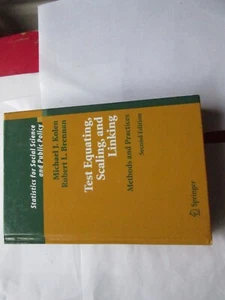 Statistics for Social Science
and Public Policy
Michael J. Kolen
Robert L. Brennan
Test Equating,
Scaling, and
Linking
Methods and Practices
Second Edition
Springer